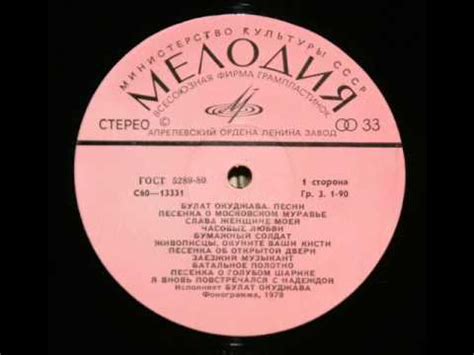 МИНИСТЕРСТВО КУЛЬТУРЫ СССР
МЕЛОДИЯ
ВСЕСОЮЗНАЯ ФИРМА ГРАМПЛАСТИНОК
СТЕРЕО
33
АПРЕЛЕВСКИЙ ОРДЕНА ЛЕНИНА ЗАВОД
ГОСТ 5289-80
1 сторона
С60—13331
Гр. 3. 1-90
БУЛАТ ОКУДЖАВА. ПЕСНИ
ПЕСЕНКА О МОСКОВСКОМ МУРАВЬЕ
СЛАВА ЖЕНЩИНЕ МОЕЙ
ЧАСОВЫЕ ЛЮБВИ
БУМАЖНЫЙ СОЛДАТ
ЖИВОПИСЦЫ, ОКУНИТЕ ВАШИ КИСТИ
ПЕСЕНКА ОБ ОТКРЫТОЙ ДВЕРИ
ЗАЕЗЖИЙ МУЗЫКАНТ
БАТАЛЬНОЕ ПОЛОТНО
ПЕСЕНКА О ГОЛУБОМ ШАРИКЕ
Я ВНОВЬ ПОВСТРЕЧАЛСЯ С НАДЕЖДОЙ
Исполняет БУЛАТ ОКУДЖАВА
Фонограмма, 1978